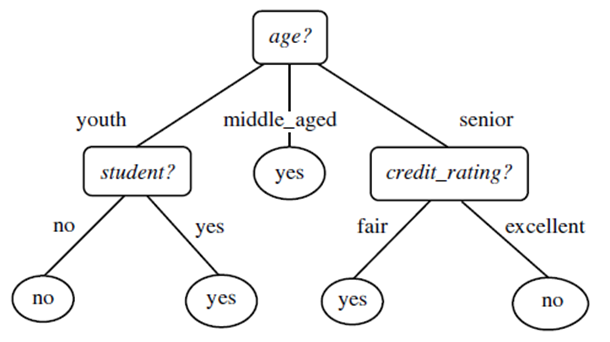 age?
youth
middle_aged
senior
student?
yes
credit_rating?
no
yes
fair
excellent
no
yes
yes
no